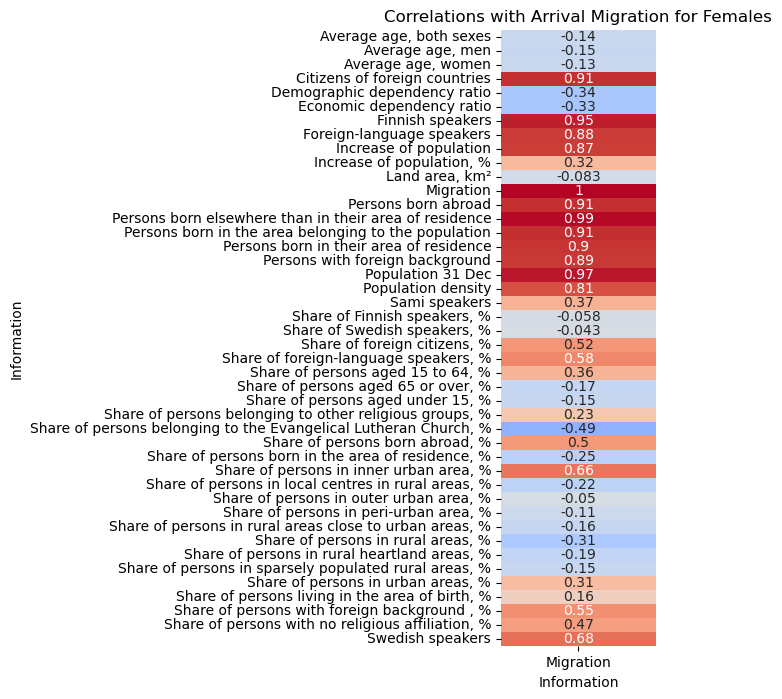 Correlations with Arrival Migration for Females
Average age, both sexes -0.14
Average age, men -0.15
Average age, women -0.13
Citizens of foreign countries 0.91
Demographic dependency ratio -0.34
Economic dependency ratio -0.33
Finnish speakers 0.95
Foreign-language speakers 0.88
Increase of population 0.87
Increase of population, % 0.32
Land area, km² -0.083
Migration 1
Persons born abroad 0.91
Persons born elsewhere than in their area of residence 0.99
Persons born in the area belonging to the population 0.91
Persons born in their area of residence 0.9
Persons with foreign background 0.89
Population 31 Dec 0.97
Population density 0.81
Sami speakers 0.37
Share of Finnish speakers, % -0.058
Share of Swedish speakers, % -0.043
Share of foreign citizens, % 0.52
Share of foreign-language speakers, % 0.58
Share of persons aged 15 to 64, % 0.36
Share of persons aged 65 or over, % -0.17
Share of persons aged under 15, % -0.15
Share of persons belonging to other religious groups, % 0.23
Share of persons belonging to the Evangelical Lutheran Church, % -0.49
Share of persons born abroad, % 0.5
Share of persons born in the area of residence, % -0.25
Share of persons in inner urban area, % 0.66
Share of persons in local centres in rural areas, % -0.22
Share of persons in outer urban area, % -0.05
Share of persons in peri-urban area, % -0.11
Share of persons in rural areas close to urban areas, % -0.16
Share of persons in rural areas, % -0.31
Share of persons in rural heartland areas, % -0.19
Share of persons in sparsely populated rural areas, % -0.15
Share of persons in urban areas, % 0.31
Share of persons living in the area of birth, % 0.16
Share of persons with foreign background , % 0.55
Share of persons with no religious affiliation, % 0.47
Swedish speakers 0.68
Information
Migration
Information